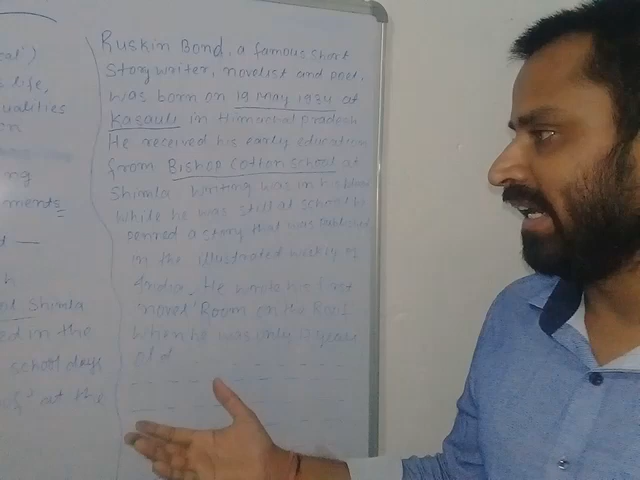 cal')
s life,
qualities
on
ng
ments
t —
h
nt Shimla
ed in the
school days
oof" at the
Ruskin Bond, a famous short
Story writer, novelist and poet,
was born on 19 May 1934 at
Kasauli in Himachal Pradesh
He received his early education
from Bishop Cotton School at
Shimla Writing was in his blood
while he was still at school he
penned a story that was published
in the illustrated weekly of
India. He wrote his first
novel 'Room on the Roof
When he was only 17 years
old